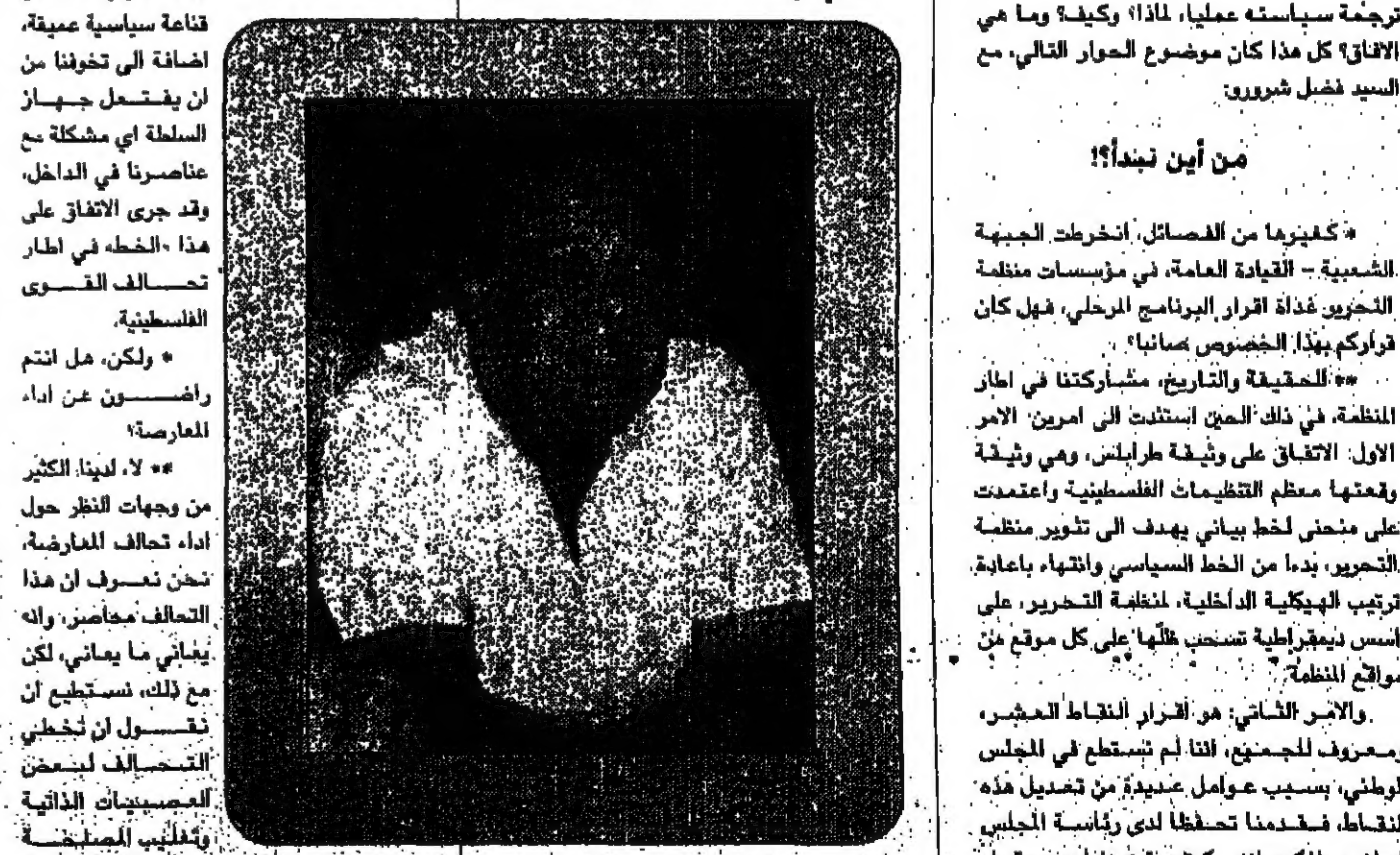 ترجمة سياسته عمليا، لماذا؟ وكيف؟ وما هي
الافاق؟ كل هذا كان موضوع الحوار التالي، مع
السيد فضل شرورو:
من أين نبدأ؟!
* كغيرها من الفصائل، انخرطت الجبهة
الشعبية – القيادة العامة، في مؤسسات منظمة
التحرير غداة اقرار البرنامج المرحلي، فهل كان
قراركم بهذا الخصوص صائبا؟
** للحقيقة والتاريخ، مشاركتنا في اطار
المنظمة، في ذلك الحين استندت الى امرين: الامر
الاول: الاتفاق على وثيقة طرابلس، وهي وثيقة
وقعتها معظم التنظيمات الفلسطينية واعتمدت
على منحنى لخط بياني يهدف الى تثوير منظمة
التحرير، بدءا من الخط السياسي وانتهاء باعادة
ترتيب الهيكلية الداخلية، لمنظمة التحرير، على
اسس ديمقراطية تسحب ظلها على كل موقع من
مواقع المنظمة.
والامر الثاني: هو اقرار النقاط العشر،
ومعروف للجميع، اننا لم نستطع في المجلس
لوطني، بسبب عوامل عديدة من تعديل هذه
لنقاط، فقدمنا تحفظا لدى رئاسة المجلس
قناعة سياسية عميقة،
اضافة الى تخوفنا من
ان يفتعل جهاز
السلطة اي مشكلة مع
عناصرنا في الداخل،
وقد جرى الاتفاق على
هذا «الخط» في اطار
تحالف القوى
الفلسطينية.
* ولكن، هل انتم
راضون عن اداء
المعارضة؟
** لا، لدينا الكثير
من وجهات النظر حول
اداء تحالف المعارضة،
نحن نعرف ان هذا
التحالف محاصر، وانه
يعاني ما يعاني، لكن
مع ذلك، نستطيع ان
نقول ان تخطي
التحالف لبعض
العصبيات الذاتية
وتغليب المصلحة